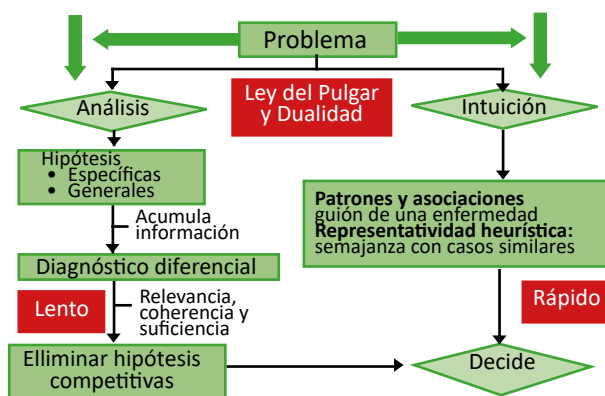 Problema
Análisis
Ley del Pulgar
y Dualidad
Intuición
Hipótesis
• Específicas
• Generales
Acumula
información
Patrones y asociaciones
guión de una enfermedad
Representatividad heurística:
semajanza con casos similares
Diagnóstico diferencial
Lento
Relevancia,
coherencia y
suficiencia
Rápido
Elliminar hipótesis
competitivas
Decide